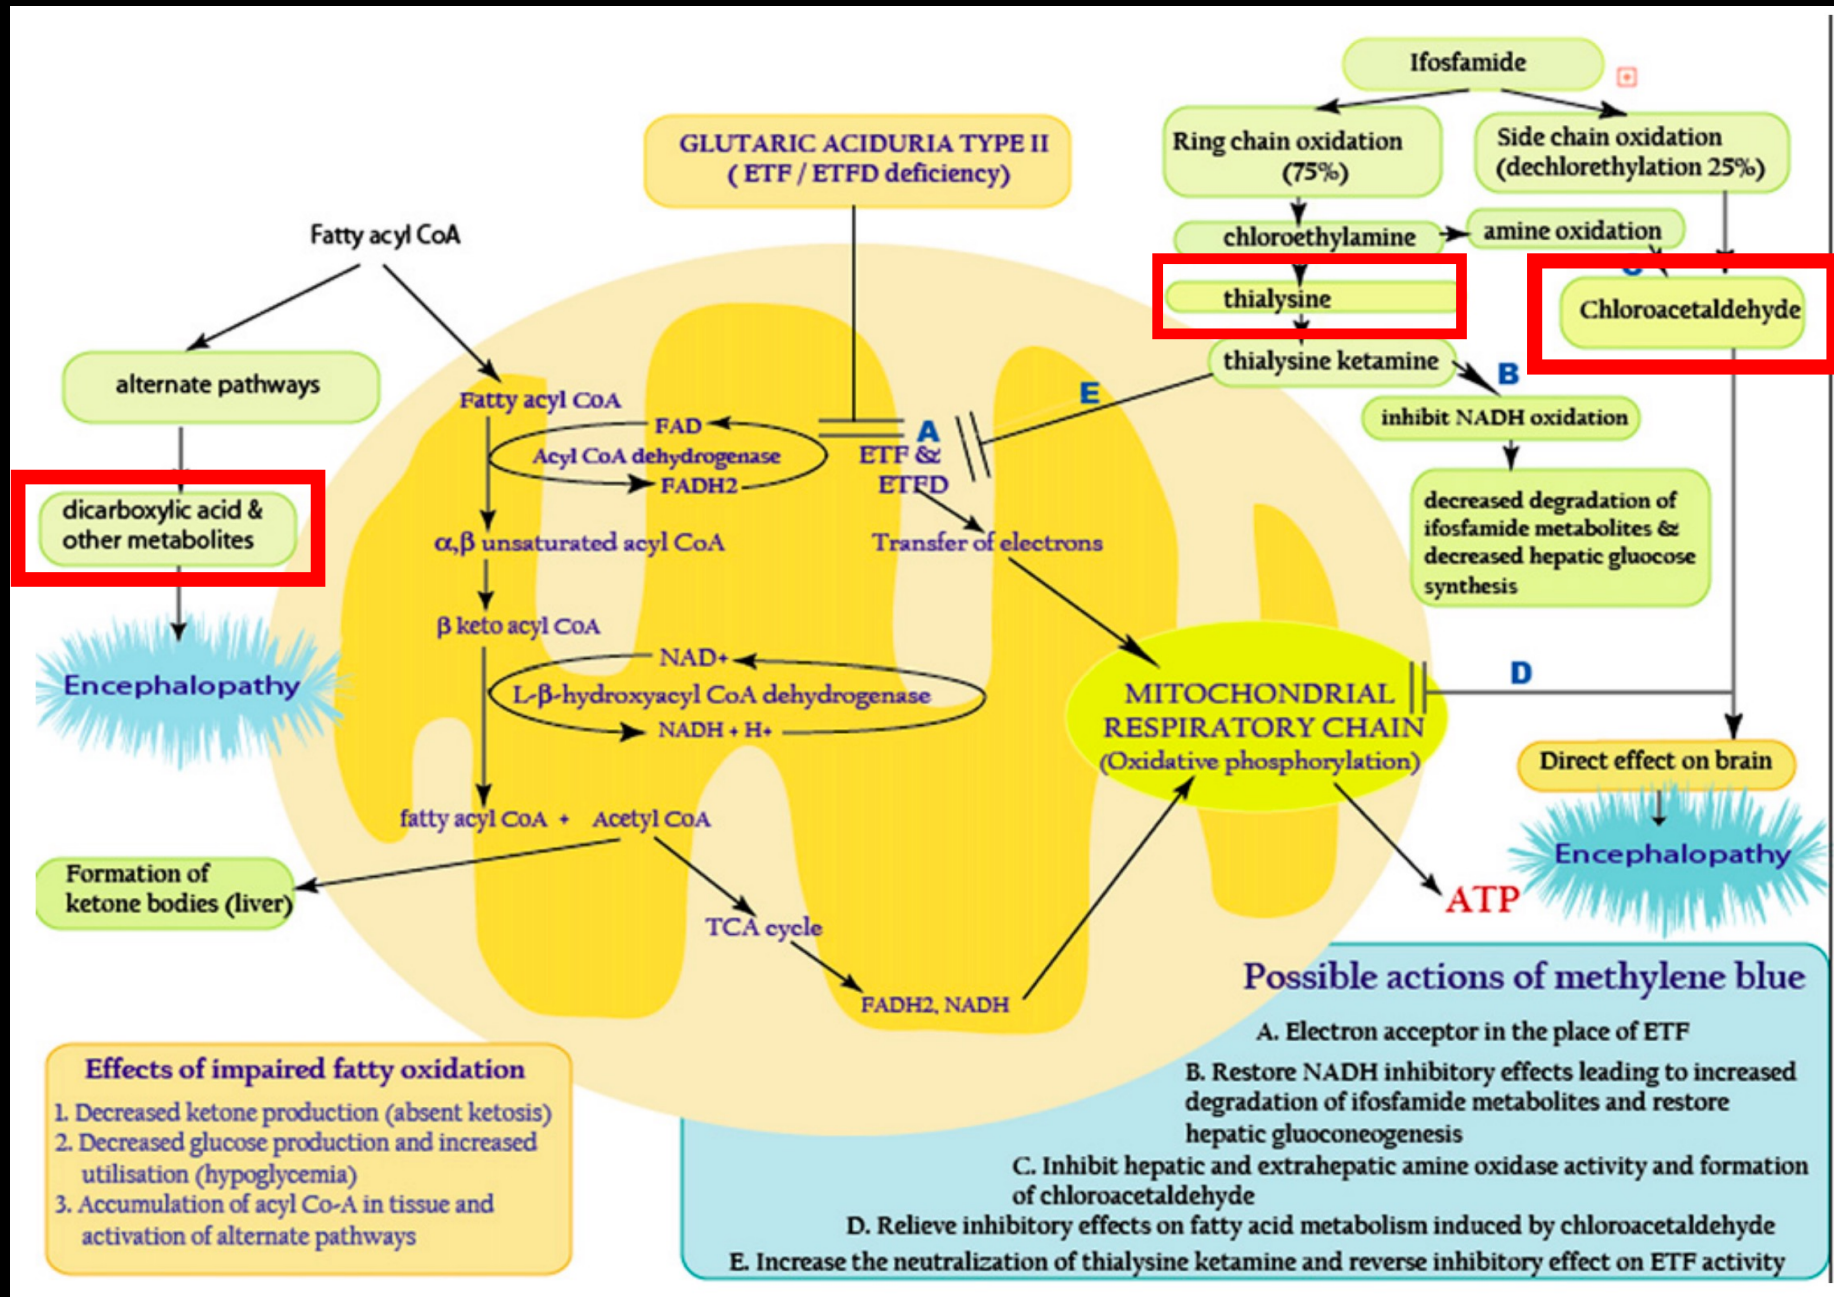 Ifosfamide
Ring chain oxidation
(75%)
Side chain oxidation
(dechlorethylation 25%)
chloroethylamine
amine oxidation
C
thialysine
Chloroacetaldehyde
thialysine ketamine
B
inhibit NADH oxidation
decreased degradation of
ifosfamide metabolites &
decreased hepatic gluocose
synthesis
E
D
Direct effect on brain
Encephalopathy
GLUTARIC ACIDURIA TYPE II
( ETF / ETFD deficiency)
Fatty acyl CoA
alternate pathways
dicarboxylic acid &
other metabolites
Encephalopathy
Fatty acyl CoA
FAD
Acyl CoA dehydrogenase
FADH2
A
ETF &
ETFD
α,β unsaturated acyl CoA
Transfer of electrons
β keto acyl CoA
NAD+
L-β-hydroxyacyl CoA dehydrogenase
NADH + H+
MITOCHONDRIAL
RESPIRATORY CHAIN
(Oxidative phosphorylation)
fatty acyl CoA + Acetyl CoA
Formation of
ketone bodies (liver)
TCA cycle
FADH2, NADH
ATP
Effects of impaired fatty oxidation
1. Decreased ketone production (absent ketosis)
2. Decreased glucose production and increased
utilisation (hypoglycemia)
3. Accumulation of acyl Co-A in tissue and
activation of alternate pathways
Possible actions of methylene blue
A. Electron acceptor in the place of ETF
B. Restore NADH inhibitory effects leading to increased
degradation of ifosfamide metabolites and restore
hepatic gluoconeogenesis
C. Inhibit hepatic and extrahepatic amine oxidase activity and formation
of chloroacetaldehyde
D. Relieve inhibitory effects on fatty acid metabolism induced by chloroacetaldehyde
E. Increase the neutralization of thialysine ketamine and reverse inhibitory effect on ETF activity